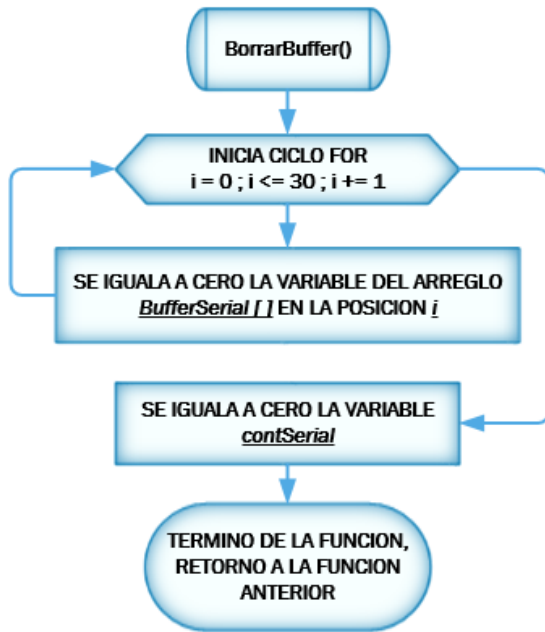 BorrarBuffer()
INICIA CICLO FOR
i = 0 ; i <= 30 ; i += 1
SE IGUALA A CERO LA VARIABLE DEL ARREGLO
BufferSerial [ ] EN LA POSICION i
SE IGUALA A CERO LA VARIABLE
contSerial
TERMINO DE LA FUNCION,
RETORNO A LA FUNCION
ANTERIOR